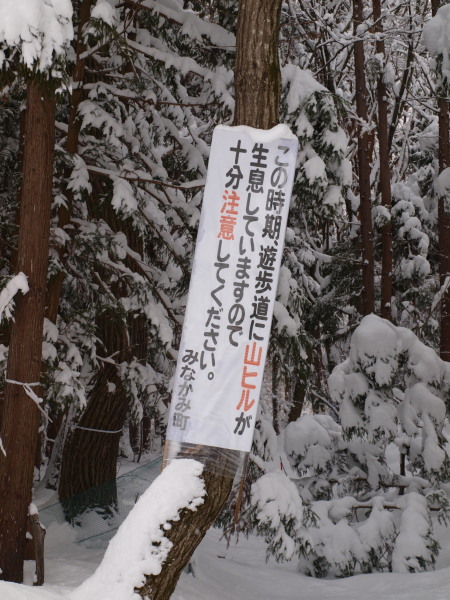 この時期、遊歩道に山ヒルが
生息していますので
十分注意してください。
みなかみ町